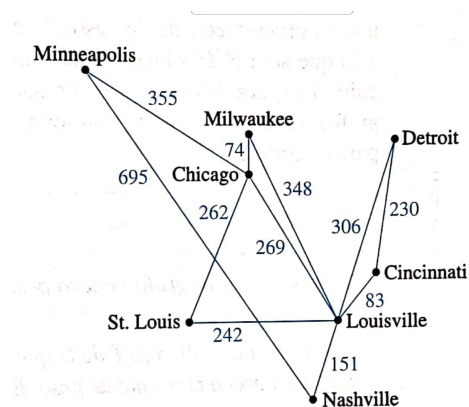 Minneapolis
355
Milwaukee
74
Detroit
Chicago
695
348
262
306
230
269
Cincinnati
83
St. Louis
Louisville
242
151
Nashville